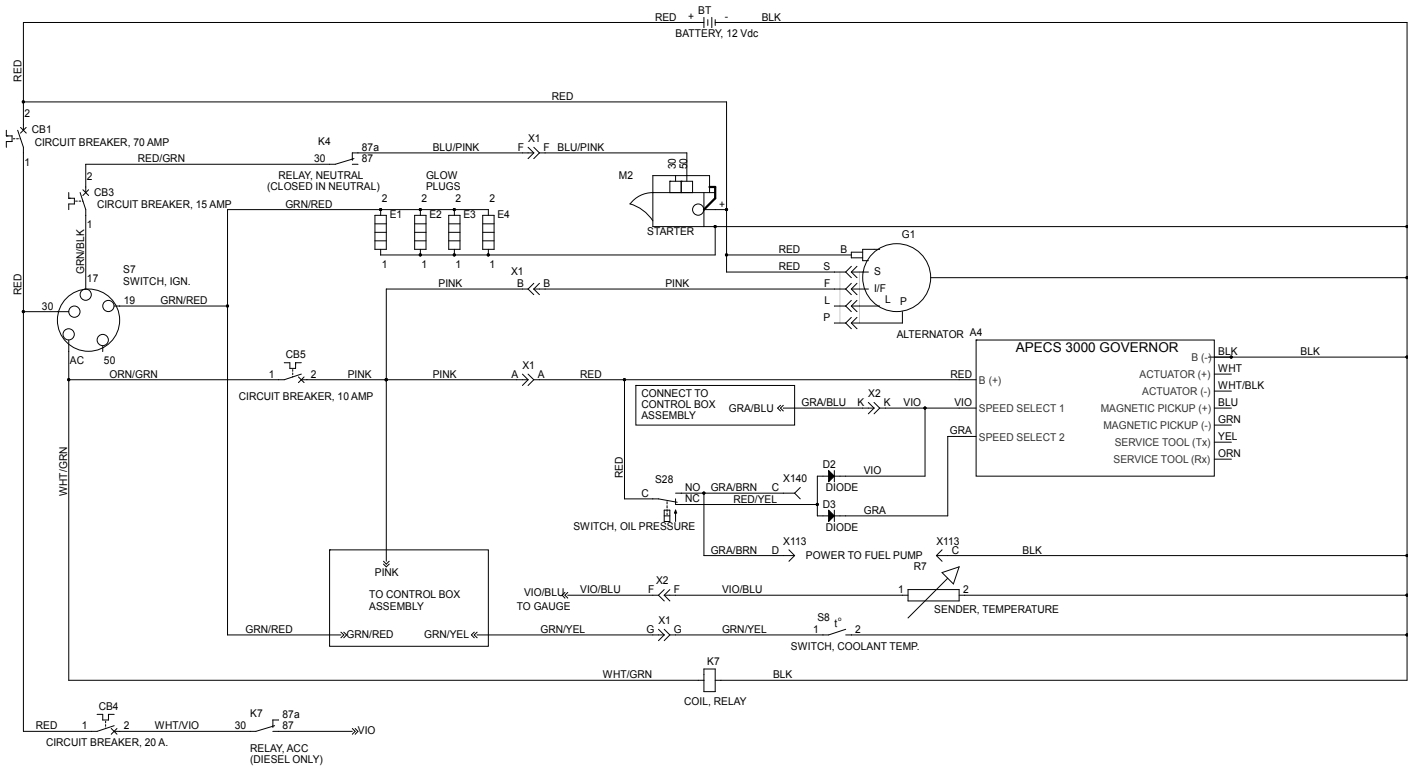 BT
RED + - BLK
BATTERY, 12 Vdc
RED
RED
2
CB1
CIRCUIT BREAKER, 70 AMP
1
K4
87a
30 87
RED/GRN
RELAY, NEUTRAL
(CLOSED IN NEUTRAL)
BLU/PINK F X1 F BLU/PINK
30
50
M2
+
STARTER
2
CB3
CIRCUIT BREAKER, 15 AMP
1
GRN/BLK
GRN/RED
GLOW
PLUGS
2 2 2 2
E1 E2 E3 E4
1 1 1 1
G1
RED B
RED S S
PINK B X1 B PINK F I/F
L L
P P
ALTERNATOR
S7
SWITCH, IGN.
17
19 GRN/RED
30
RED
AC 50
ORN/GRN
CB5
1 2
CIRCUIT BREAKER, 10 AMP
PINK PINK A X1 A RED
A4
APECS 3000 GOVERNOR
RED B (+)
VIO SPEED SELECT 1
GRA SPEED SELECT 2
B (-) BLK BLK
ACTUATOR (+) WHT
ACTUATOR (-) WHT/BLK
MAGNETIC PICKUP (+) BLU
MAGNETIC PICKUP (-) GRN
SERVICE TOOL (Tx) YEL
SERVICE TOOL (Rx) ORN
CONNECT TO
CONTROL BOX
ASSEMBLY
GRA/BLU GRA/BLU K X2 K VIO
WHT/GRN
RED
S28
C NO GRA/BRN C X140
NC RED/YEL
SWITCH, OIL PRESSURE
D2
DIODE
VIO
D3
DIODE
GRA
GRA/BRN D X113 POWER TO FUEL PUMP X113 C BLK
PINK
TO CONTROL BOX
ASSEMBLY
GRN/RED GRN/RED GRN/YEL GRN/YEL G X1 G GRN/YEL
VIO/BLU VIO/BLU F X2 F VIO/BLU
TO GAUGE
R7
1 2
SENDER, TEMPERATURE
S8
t°
1 2
SWITCH, COOLANT TEMP.
WHT/GRN K7 BLK
COIL, RELAY
CB4
RED 1 2 WHT/VIO
CIRCUIT BREAKER, 20 A.
K7
87a
30 87 VIO
RELAY, ACC
(DIESEL ONLY)